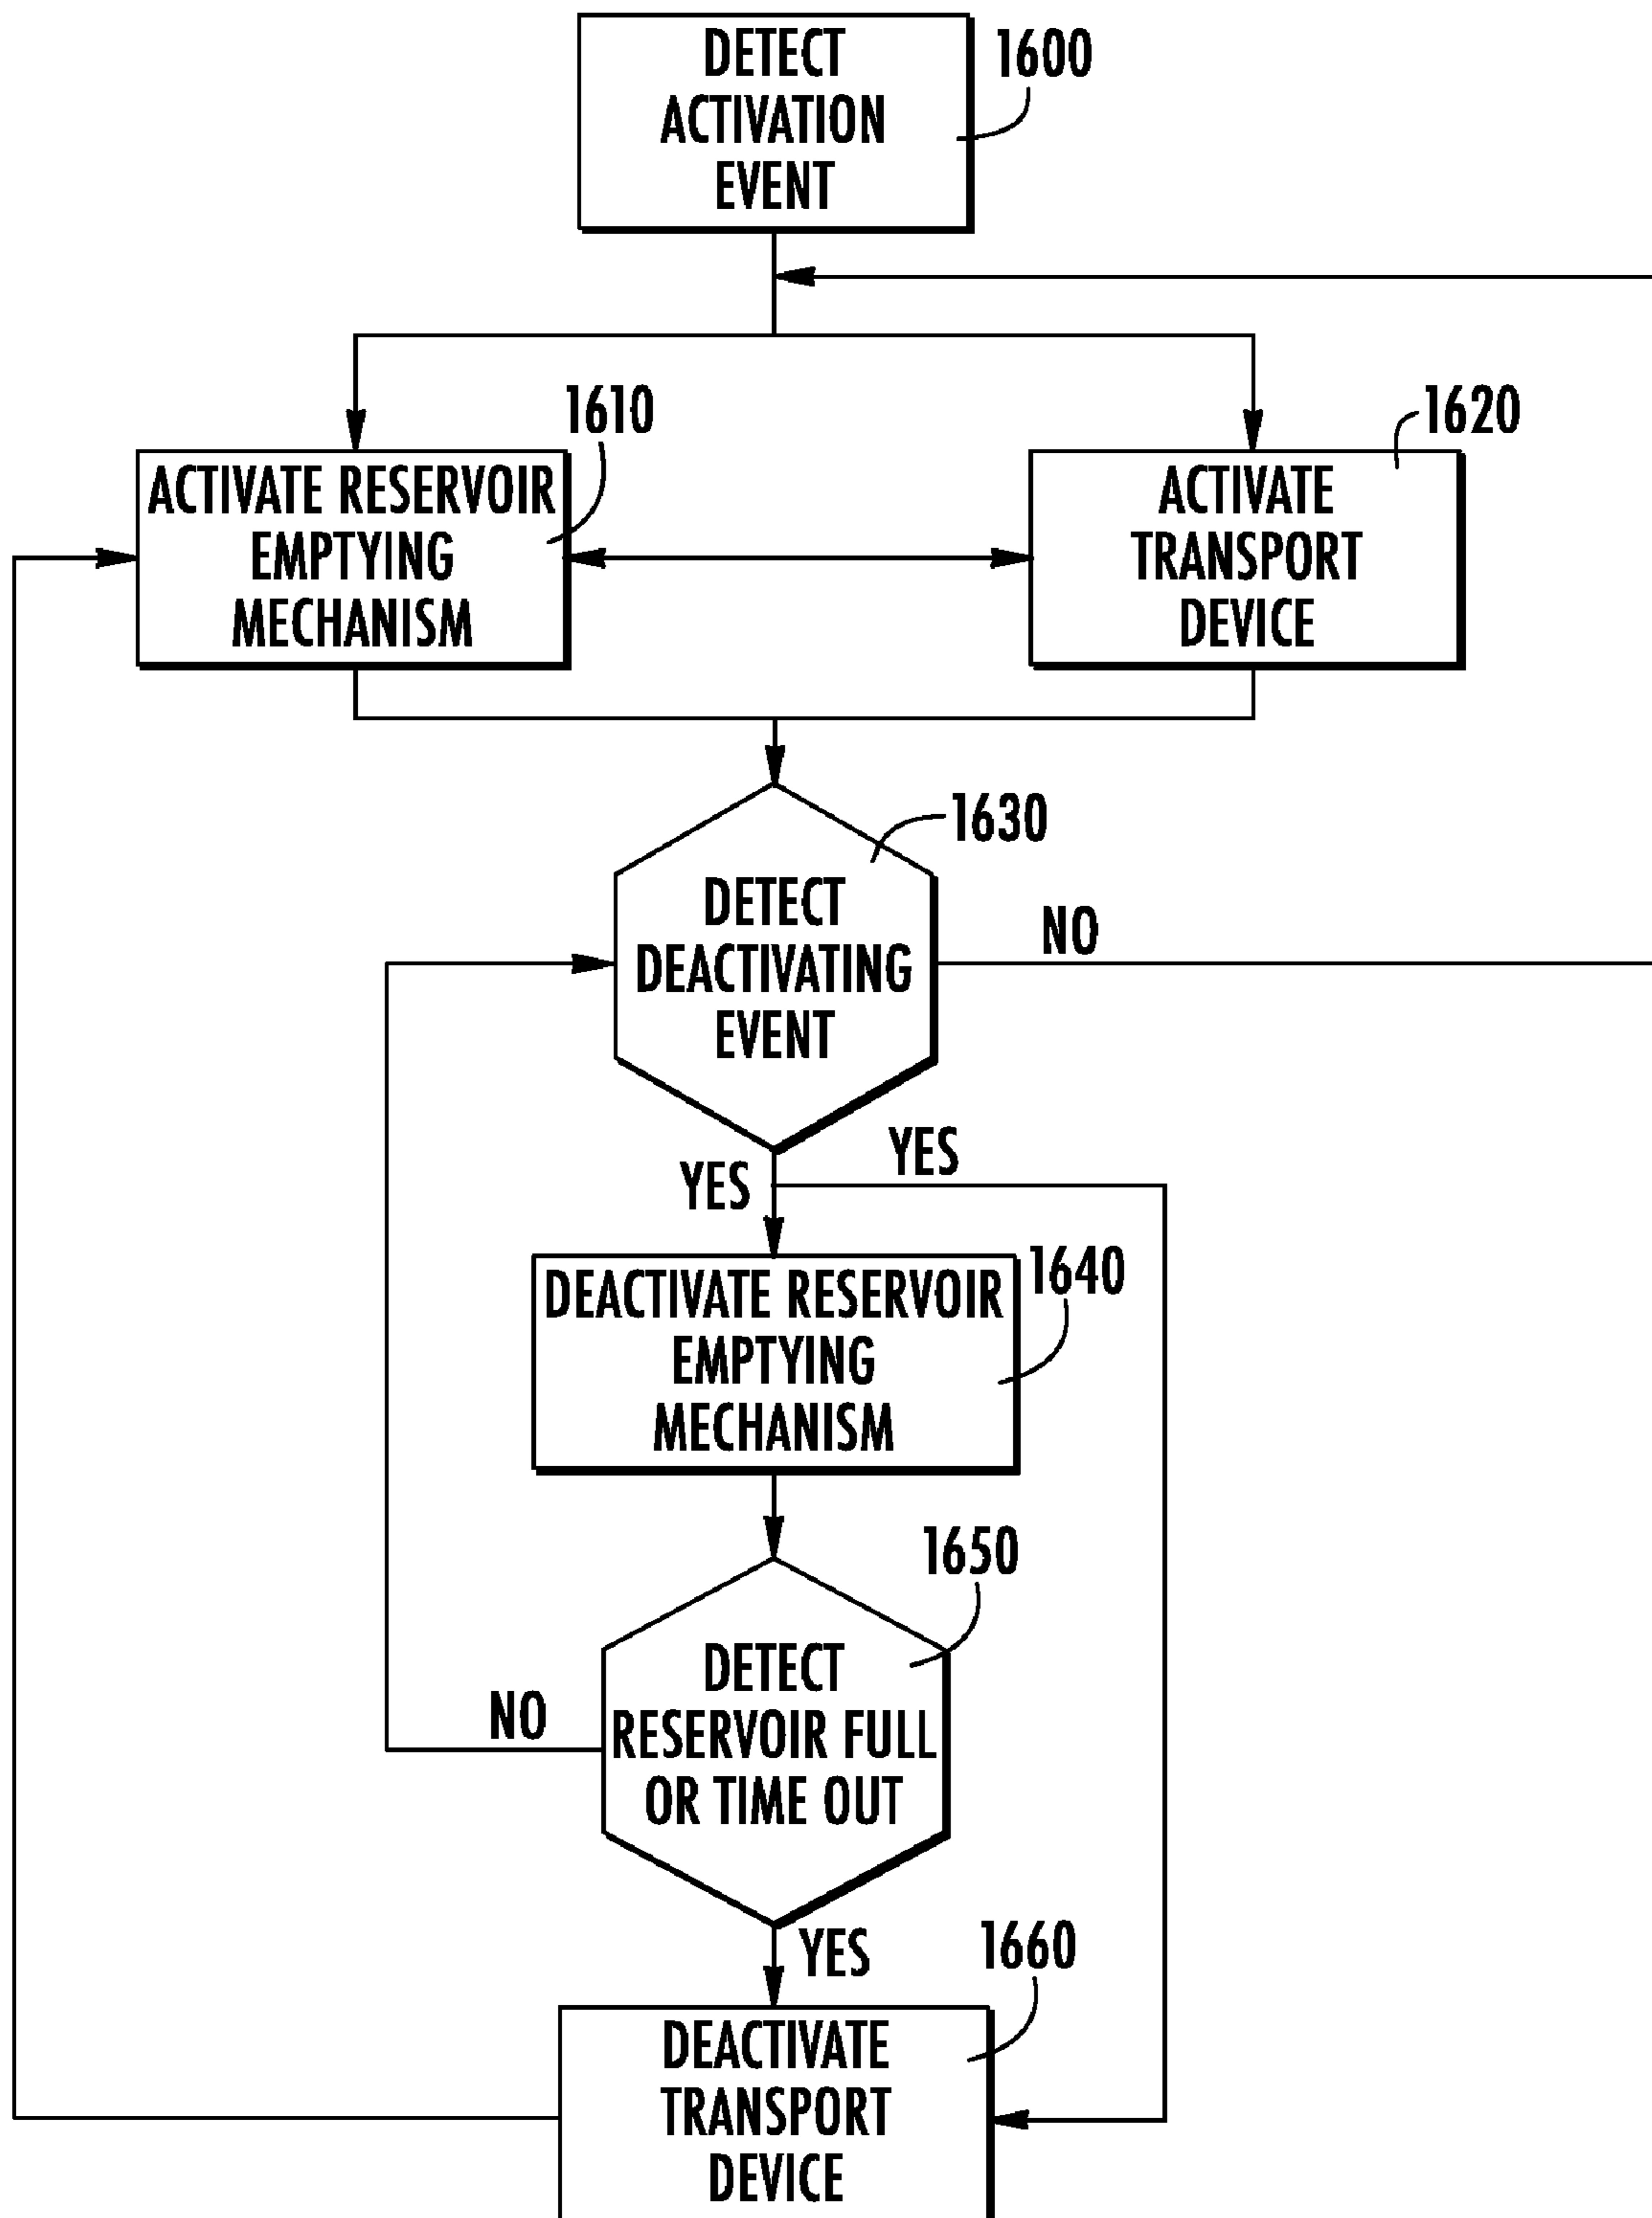 DETECT
ACTIVATION
EVENT
1600
1610
1620
ACTIVATE RESERVOIR
EMPTYING
MECHANISM
ACTIVATE
TRANSPORT
DEVICE
1630
DETECT
DEACTIVATING
EVENT
NO
YES
YES
1640
DEACTIVATE RESERVOIR
EMPTYING
MECHANISM
1650
DETECT
RESERVOIR FULL
OR TIME OUT
NO
YES
1660
DEACTIVATE
TRANSPORT
DEVICE